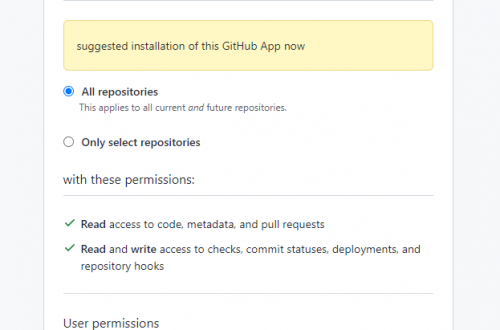 suggested installation of this GitHub App now
All repositories
This applies to all current and future repositories.
Only select repositories
with these permissions:
Read access to code, metadata, and pull requests
Read and write access to checks, commit statuses, deployments, and
repository hooks
User permissions